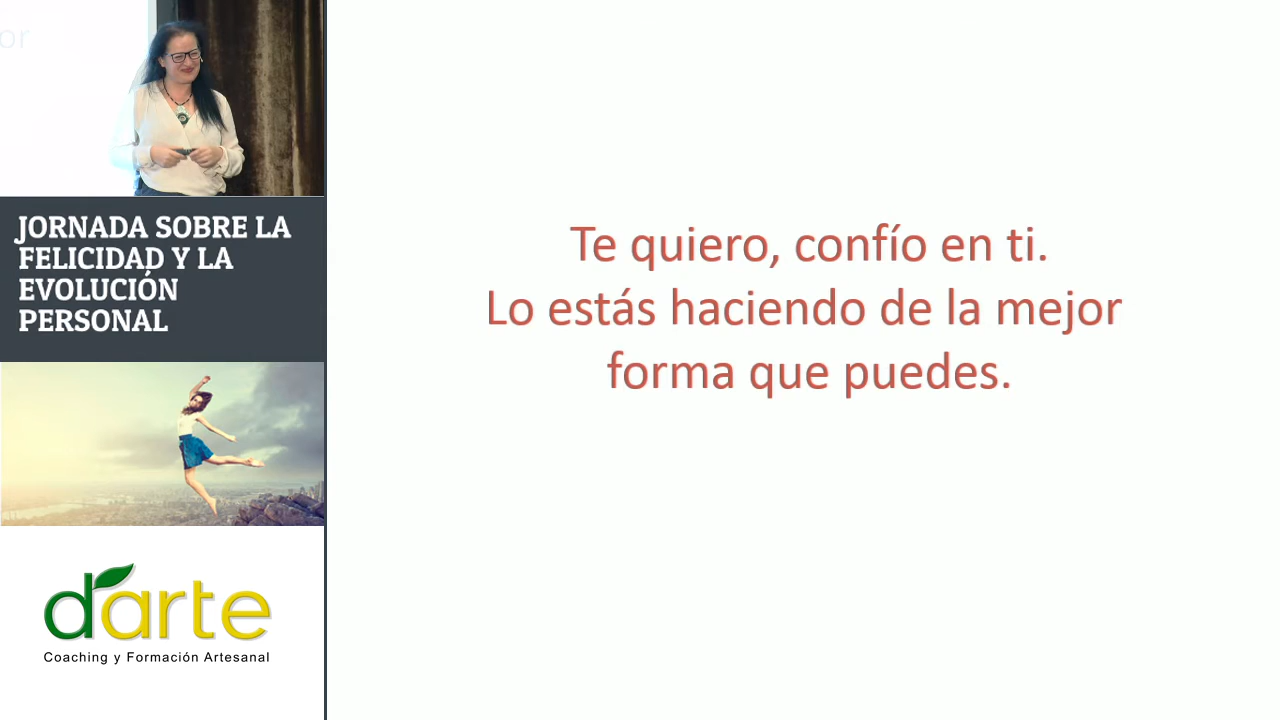 or
JORNADA SOBRE LA
FELICIDAD Y LA
EVOLUCIÓN
PERSONAL
d'arte
Coaching y Formación Artesanal
Te quiero, confío en ti.
Lo estás haciendo de la mejor
forma que puedes.